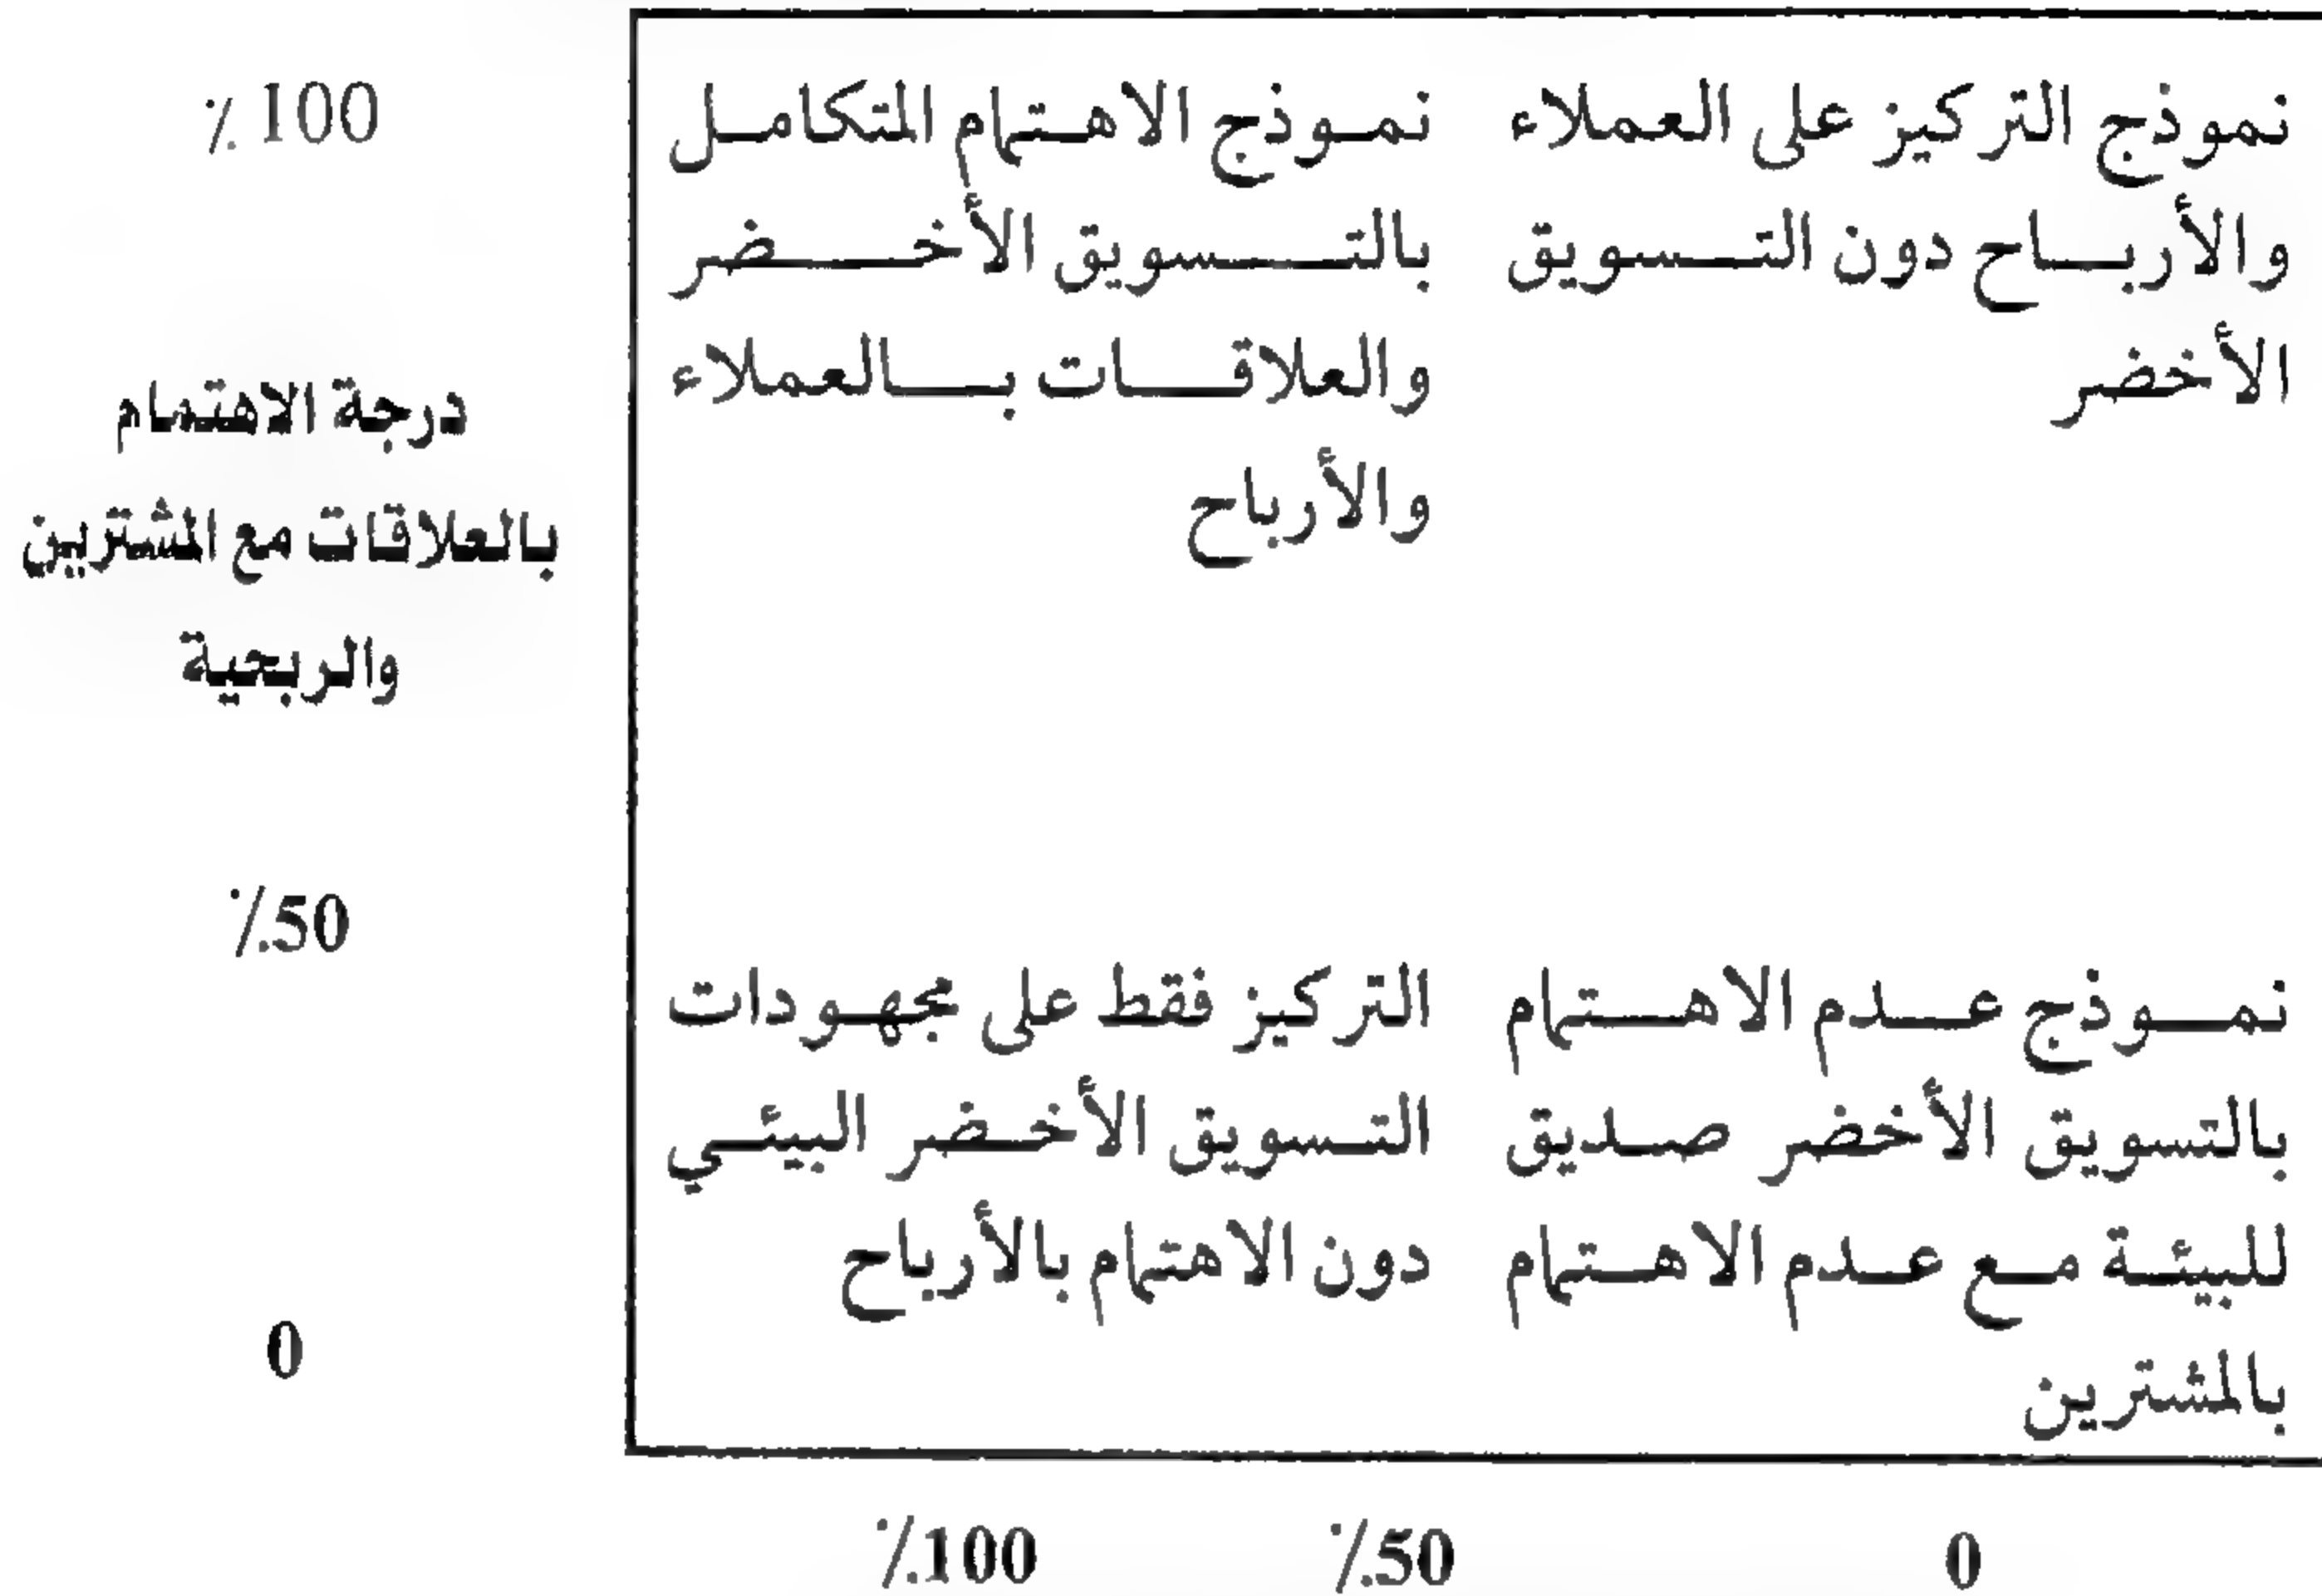 نموذج التركيز على العملاء
والأرباح دون التسويق
الأخضر
نموذج الاهتمام المتكامل
بالتسويق الأخضر
والعلاقات بالعملاء
والأرباح
٪100
درجة الاهتمام
بالعلاقات مع المشترين
والربحية
٪50
0
نموذج عدم الاهتمام
بالتسويق الأخضر صديق
للبيئة مع عدم الاهتمام
بالمشترين
التركيز فقط على مجهودات
التسويق الأخضر البيئي
دون الاهتمام بالأرباح
0
٪50
٪100